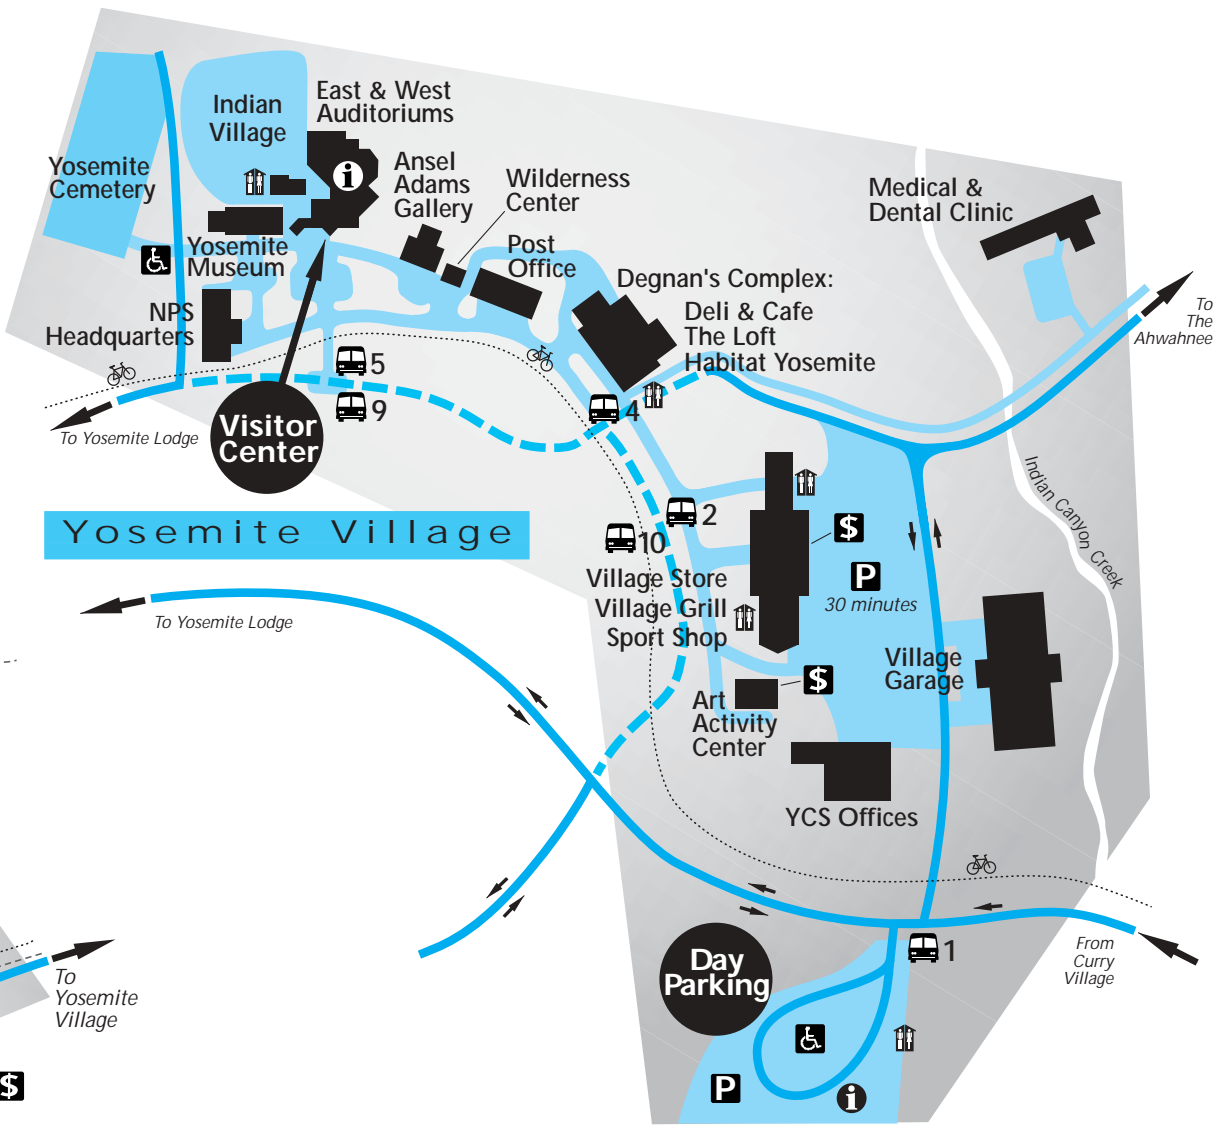 Indian
Village
East & West
Auditoriums
Yosemite
Cemetery
i
Ansel
Adams
Gallery
Wilderness
Center
Medical &
Dental Clinic
Yosemite
Museum
Post
Office
Degnan's Complex:
Deli & Cafe
The Loft
Habitat Yosemite
NPS
Headquarters
To
The
Ahwahnee
5
9
4
To Yosemite Lodge
Visitor
Center
Yosemite Village
2
10
$
Indian Canyon Creek
P
30 minutes
Village Store
Village Grill
Sport Shop
To Yosemite Lodge
Village
Garage
$
Art
Activity
Center
YCS Offices
1
From
Curry
Village
Day
Parking
To
Yosemite
Village
P
i
$